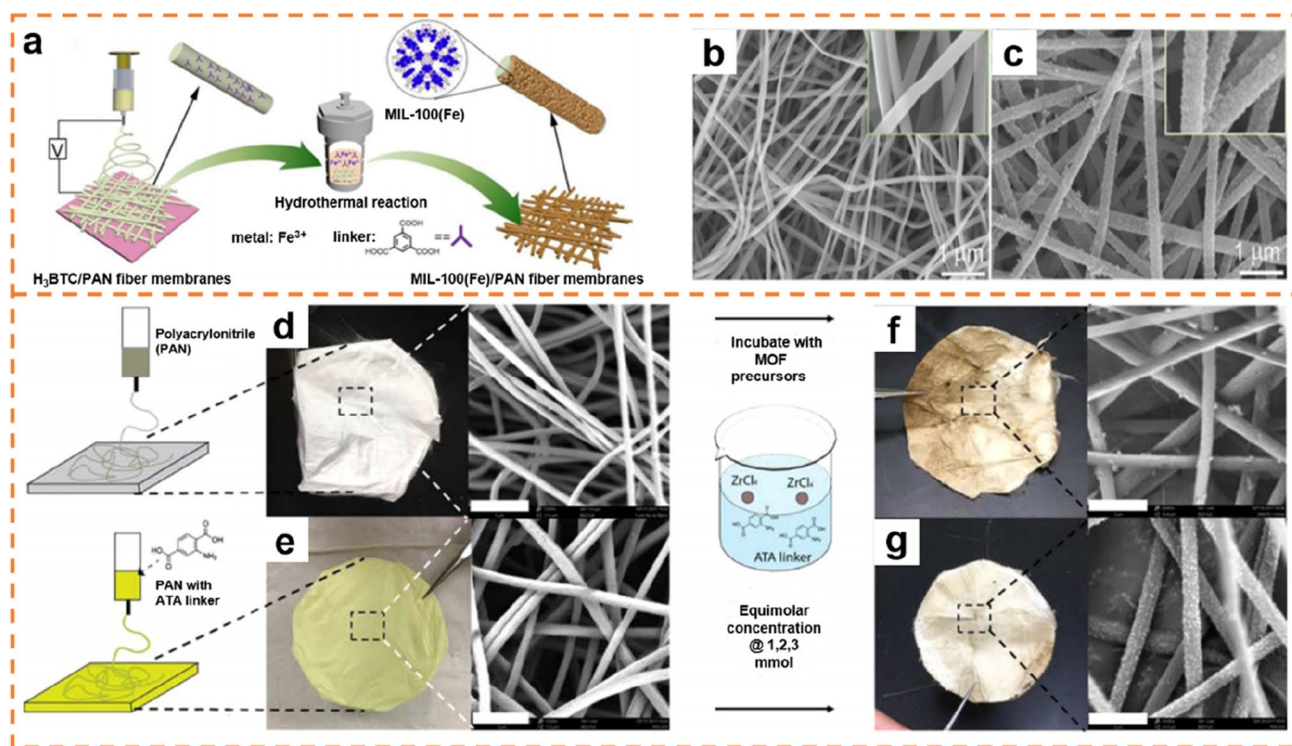 a
V
MIL-100(Fe)
Hydrothermal reaction
metal: Fe³⁺
linker:
COOH
HOOC
COOH
H₃BTC/PAN fiber membranes
MIL-100(Fe)/PAN fiber membranes
b
1 μm
c
1 μm
Polyacrylonitrile
(PAN)
d
Incubate with
MOF
precursors
f
ZrCl₄
ZrCl₄
ATA linker
PAN with
ATA linker
e
Equimolar
concentration
@ 1,2,3
mmol
g